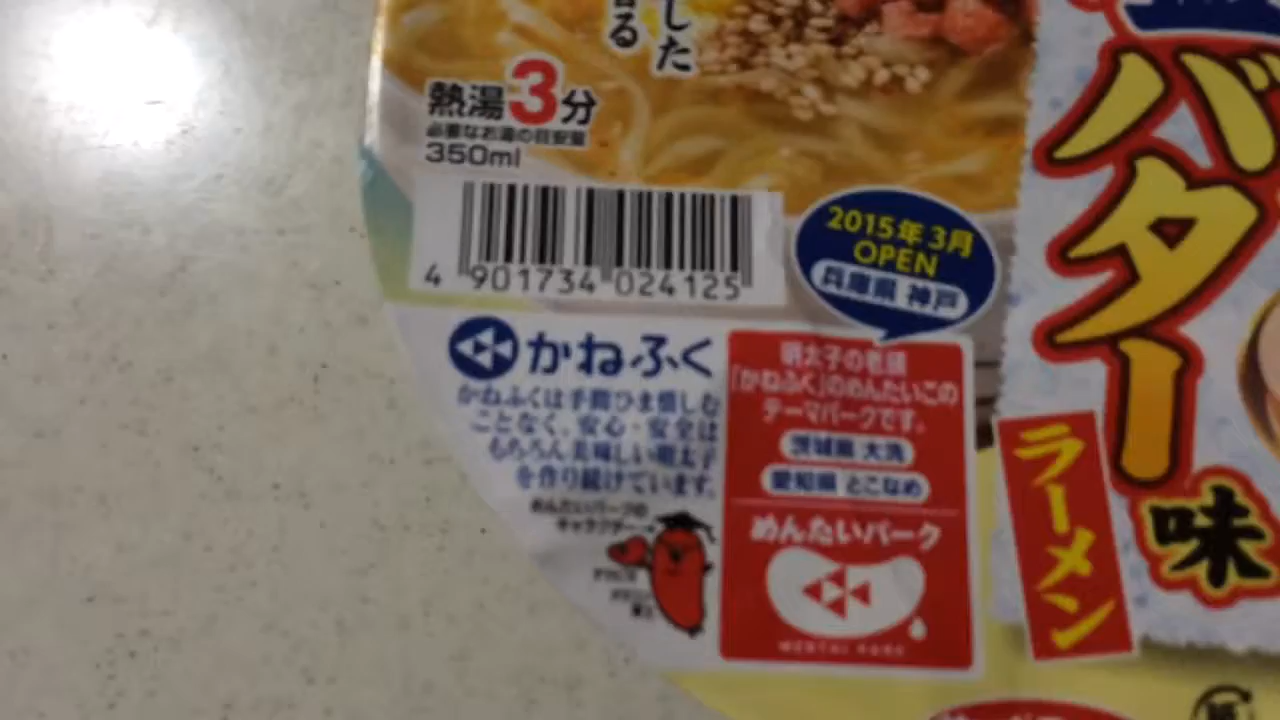 した
る
熱湯3分
必要なお湯の目安量
350ml
4 901734 024125
2015年3月
OPEN
兵庫県 神戸
かねふく
かねふくは手間ひま惜しむ
ことなく、安心・安全は
もちろん美味しい明太子
を作り続けています。
めんたいパークの
キャラクター
明太子の老舗
「かねふく」のめんたいこの
テーマパークです。
茨城県 大洗
愛知県 とこなめ
めんたいパーク
MENTAI PARK
バター
味
ラーメン